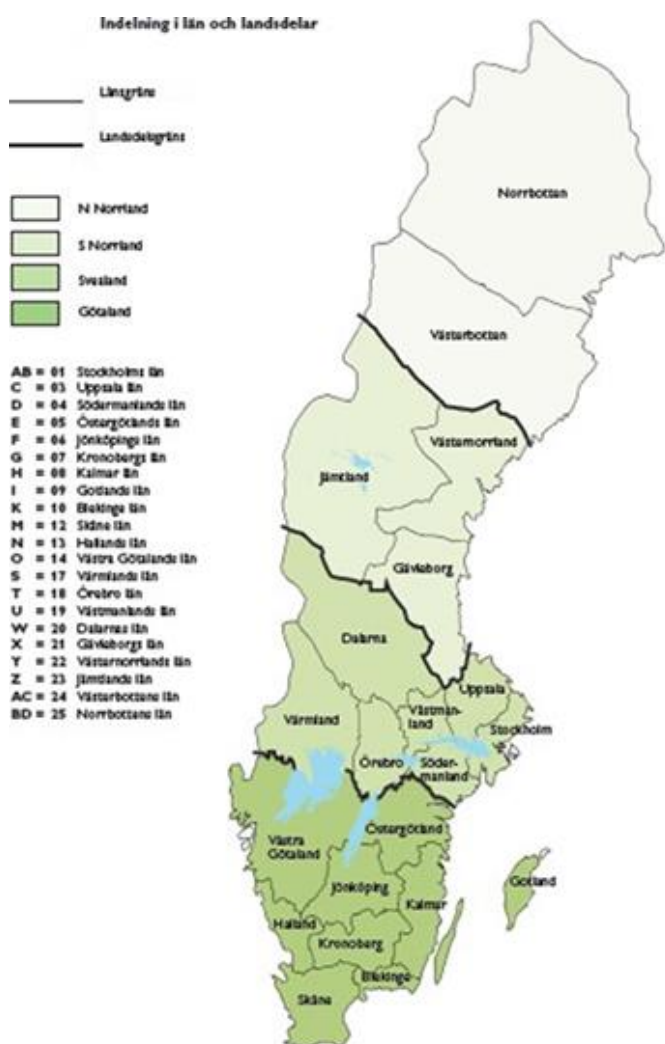 Indelning i län och landsdelar
Länsgräns
Landsdelsgräns
N Norrland
S Norrland
Svealand
Götaland
AB = 01 Stockholms län
C = 03 Uppsala län
D = 04 Södermanlands län
E = 05 Östergötlands län
F = 06 Jönköpings län
G = 07 Kronobergs län
H = 08 Kalmar län
I = 09 Gotlands län
K = 10 Blekinge län
M = 12 Skåne län
N = 13 Hallands län
O = 14 Västra Götalands län
S = 17 Värmlands län
T = 18 Örebro län
U = 19 Västmanlands län
W = 20 Dalarnas län
X = 21 Gävleborgs län
Y = 22 Västernorrlands län
Z = 23 Jämtlands län
AC = 24 Västerbottens län
BD = 25 Norrbottens län
Norrbotten
Västerbotten
Västernorrland
Jämtland
Gävleborg
Dalarna
Uppsala
Västman-
land
Värmland
Stockholm
Örebro
Söder-
manland
Östergötland
Västra
Götaland
Jönköping
Gotland
Kalmar
Halland
Kronoberg
Blekinge
Skåne